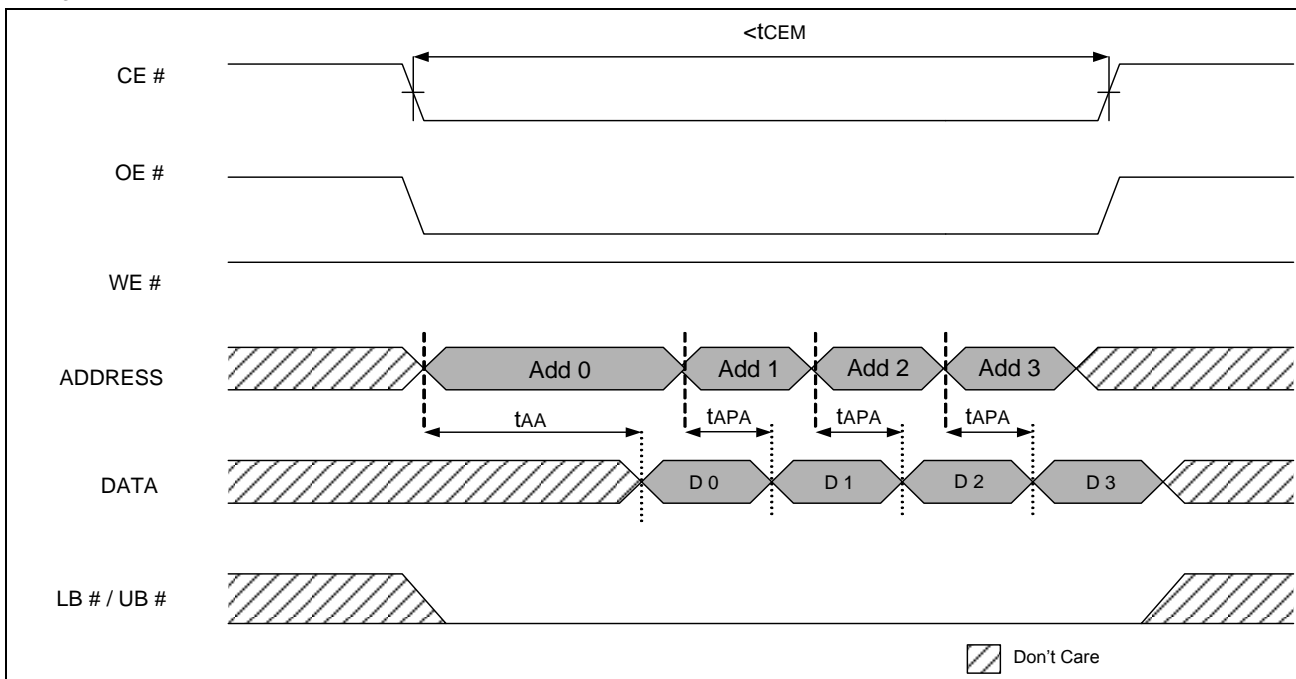 <tCEM
CE #
OE #
WE #
ADDRESS
Add 0
Add 1
Add 2
Add 3
tAA
tAPA
tAPA
tAPA
DATA
D 0
D 1
D 2
D 3
LB # / UB #
Don't Care